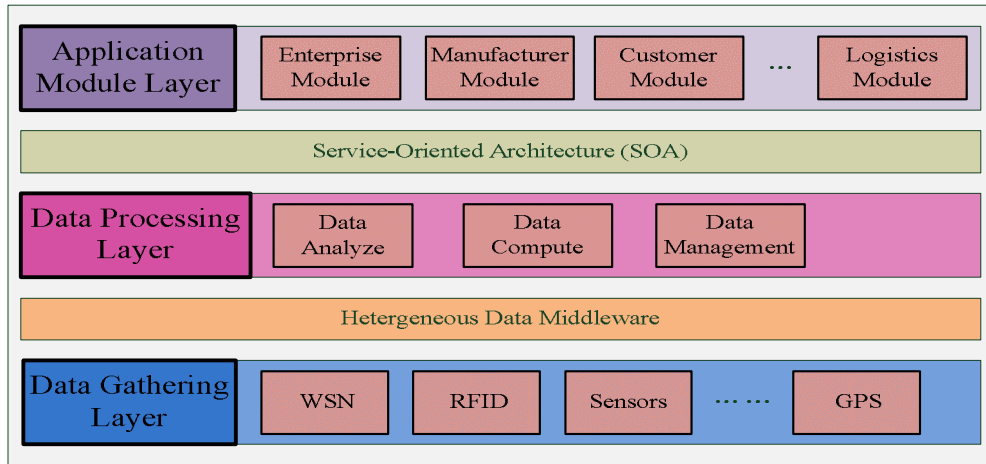 Application
Module Layer
Enterprise
Module
Manufacturer
Module
Customer
Module
...
Logistics
Module
Service-Oriented Architecture (SOA)
Data Processing
Layer
Data
Analyze
Data
Compute
Data
Management
Hetergeneous Data Middleware
Data Gathering
Layer
WSN
RFID
Sensors
... ...
GPS